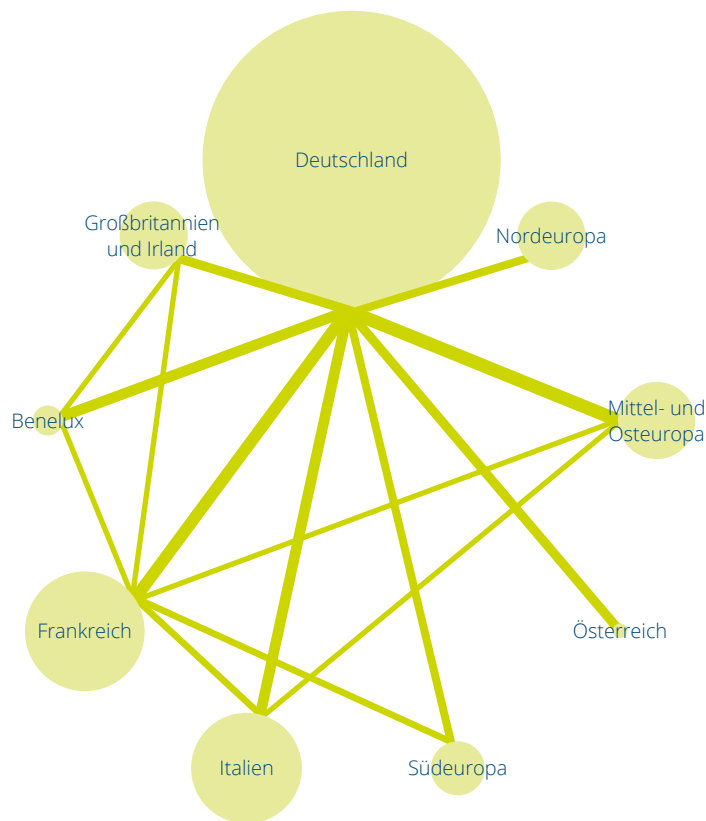 Deutschland
Großbritannien
und Irland
Nordeuropa
Benelux
Mittel- und
Osteuropa
Frankreich
Österreich
Italien
Südeuropa